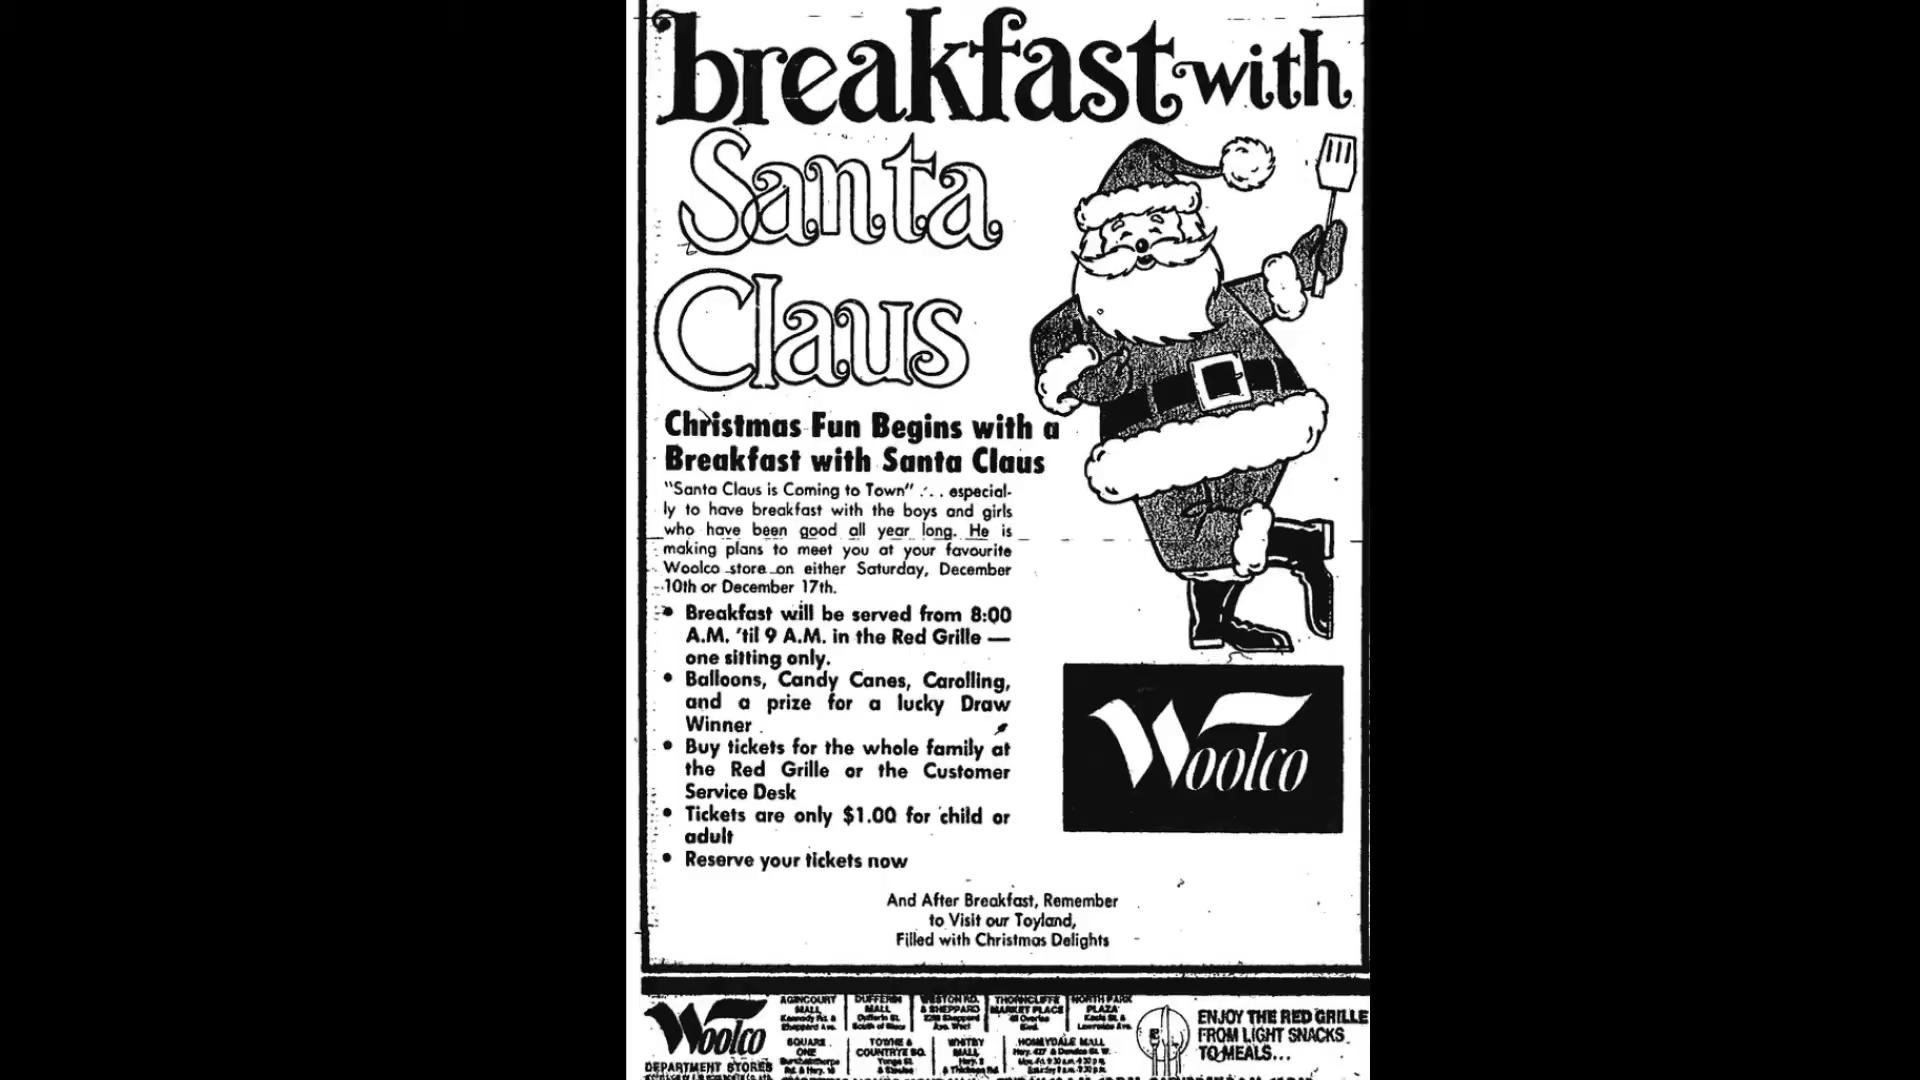 breakfast with
Santa
Claus
Christmas Fun Begins with a
Breakfast with Santa Claus
"Santa Claus is Coming to Town" . . . especial-
ly to have breakfast with the boys and girls
who have been good all year long. He is
making plans to meet you at your favourite
Woolco store on either Saturday, December
10th or December 17th.
• Breakfast will be served from 8:00
A.M. 'til 9 A.M. in the Red Grille —
one sitting only.
• Balloons, Candy Canes, Carolling,
and a prize for a lucky Draw
Winner
• Buy tickets for the whole family at
the Red Grille or the Customer
Service Desk
• Tickets are only $1.00 for child or
adult
• Reserve your tickets now
Woolco
And After Breakfast, Remember
to Visit our Toyland,
Filled with Christmas Delights
Woolco
DEPARTMENT STORES
AGINCOURT
MALL
Kennedy Rd. &
Sheppard Ave.
DUFFERIN
MALL
Dufferin St.
South of Bloor
WESTON RD.
& SHEPPARD
Sheppard
Ave. West
THORNCLIFFE
MARKET PLACE
45 Overlea
Blvd.
NORTH PARK
PLAZA
Keele St. &
Lawrence Ave.
SQUARE
ONE
Burnhamthorpe
Rd. & Hwy. 10
TOWNE &
COUNTRYE SQ.
Yonge St.
& Steeles
WHITBY
MALL
Hwy. 2
& Thickson Rd.
HONEYDALE MALL
Hwy. 427 & Dundas St. W.
ENJOY THE RED GRILLE
FROM LIGHT SNACKS
TO MEALS...